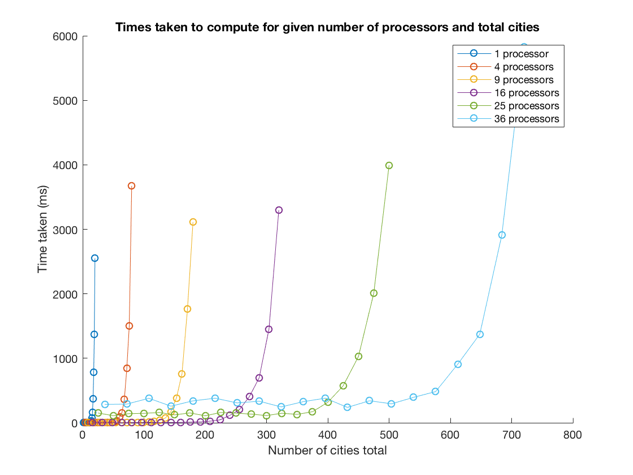 Times taken to compute for given number of processors and total cities
6000
5000
4000
3000
2000
1000
0
Time taken (ms)
1 processor
4 processors
9 processors
16 processors
25 processors
36 processors
0 100 200 300 400 500 600 700 800
Number of cities total